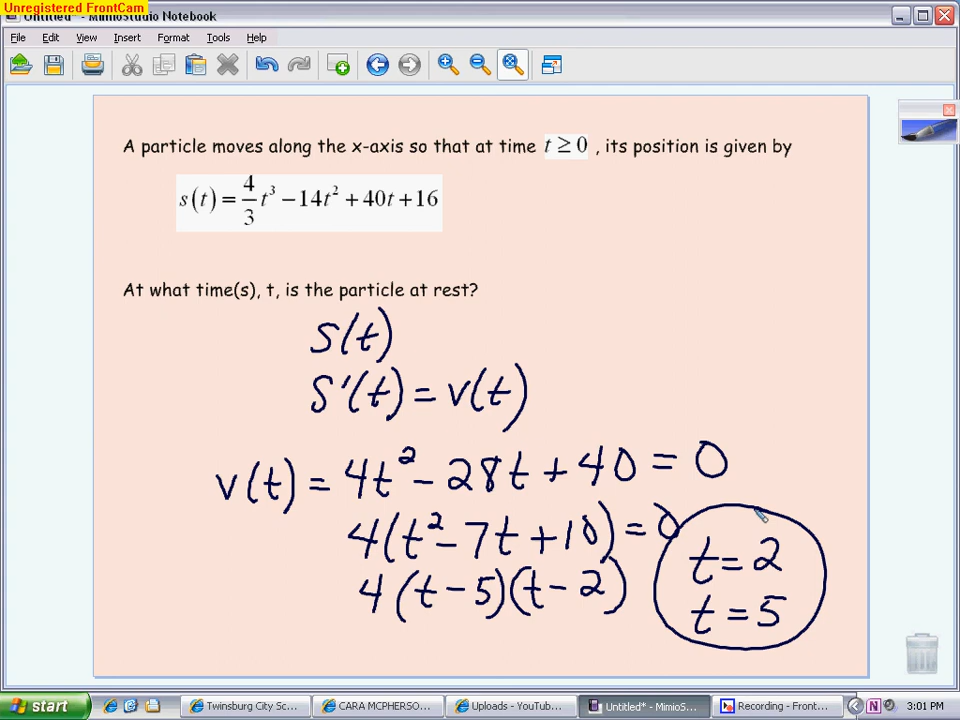 Unregistered FrontCam
Untitled* - MimioStudio Notebook
File Edit View Insert Format Tools Help
A particle moves along the x-axis so that at time t ≥ 0 , its position is given by
s(t) = 4/3 t³ − 14t² + 40t + 16
At what time(s), t, is the particle at rest?
s(t)
s'(t) = v(t)
v(t) = 4t² − 28t + 40 = 0
4(t² − 7t + 10) = 0
4(t − 5)(t − 2)
t = 2
t = 5
start Twinsburg City Sc... CARA MCPHERSO... Uploads - YouTub... Untitled* - MimioS... Recording - FrontC... 3:01 PM